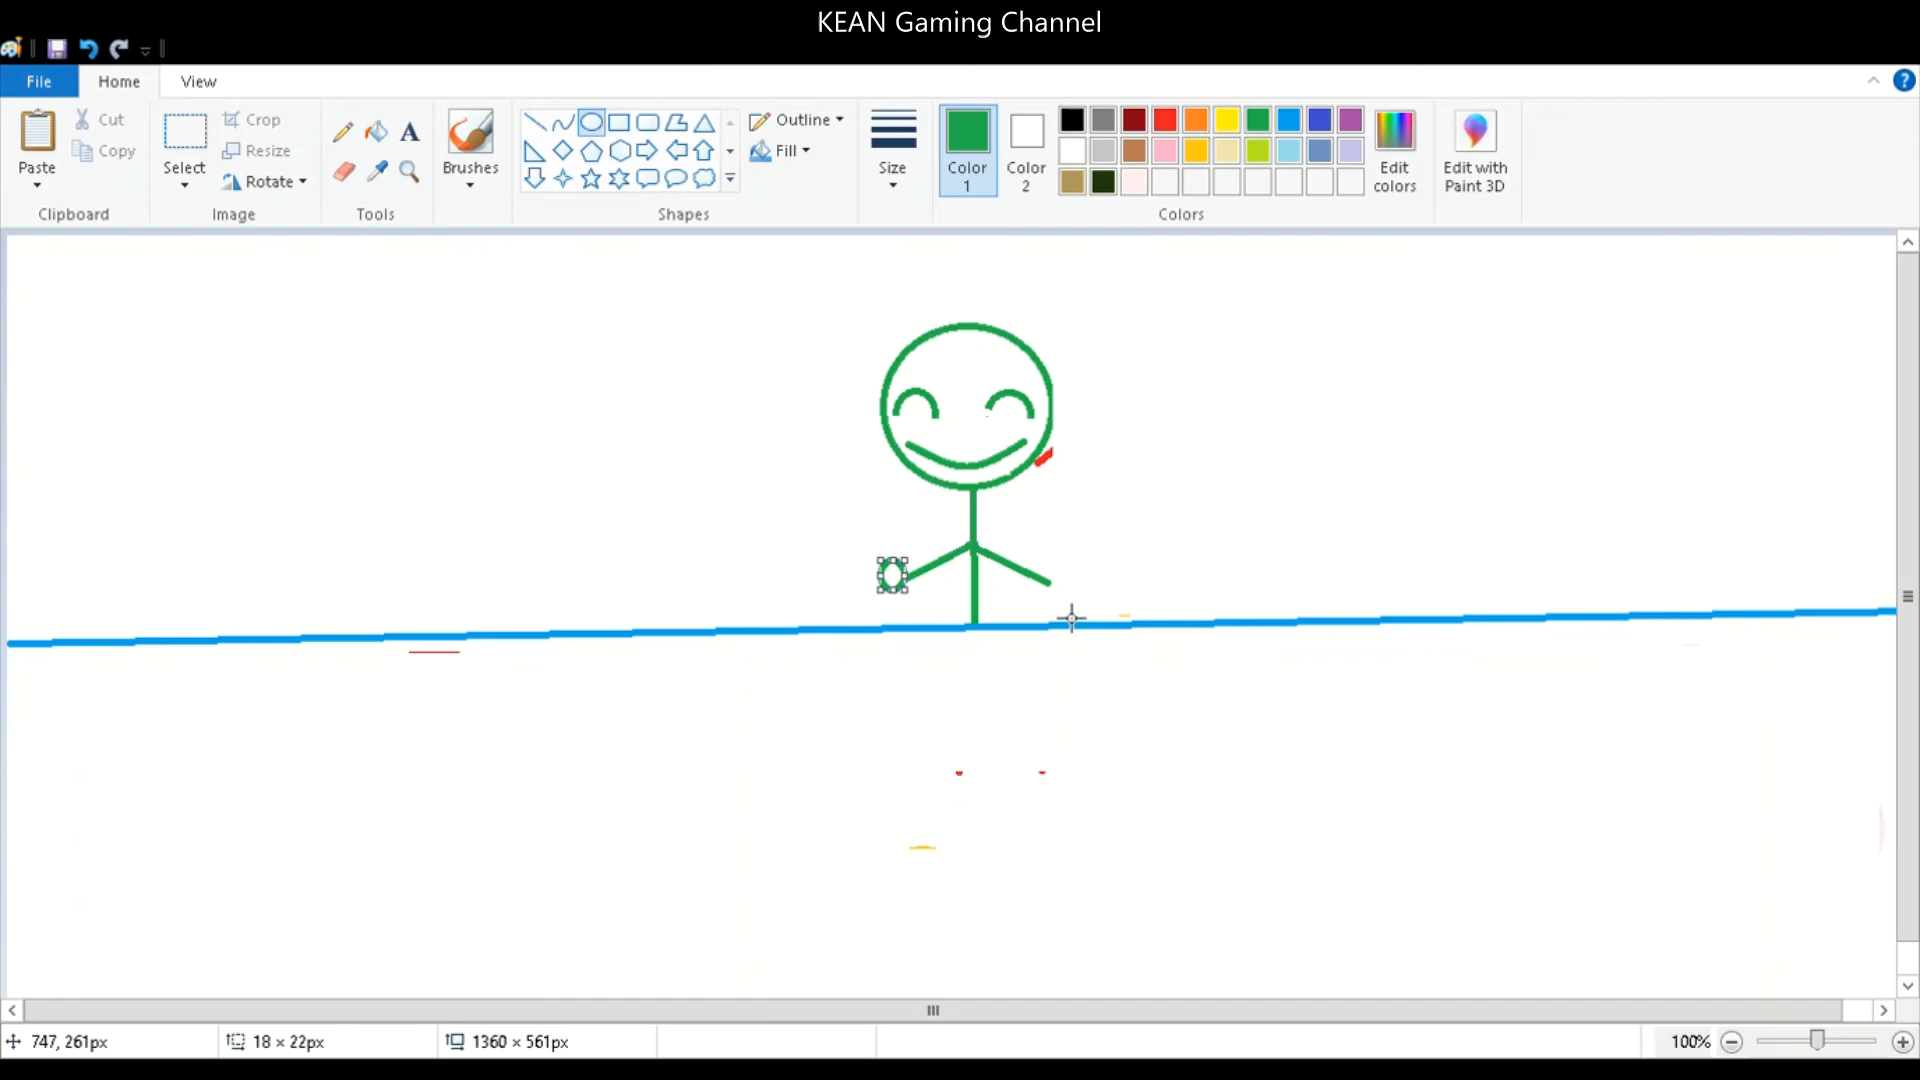 KEAN Gaming Channel
File Home View
Paste
Cut
Copy
Clipboard
Select
Crop
Resize
Rotate
Image
A
Tools
Brushes
Outline
Fill
Shapes
Size
Color
1
Color
2
Edit
colors
Colors
Edit with
Paint 3D
747, 261px
18 × 22px
1360 × 561px
100%